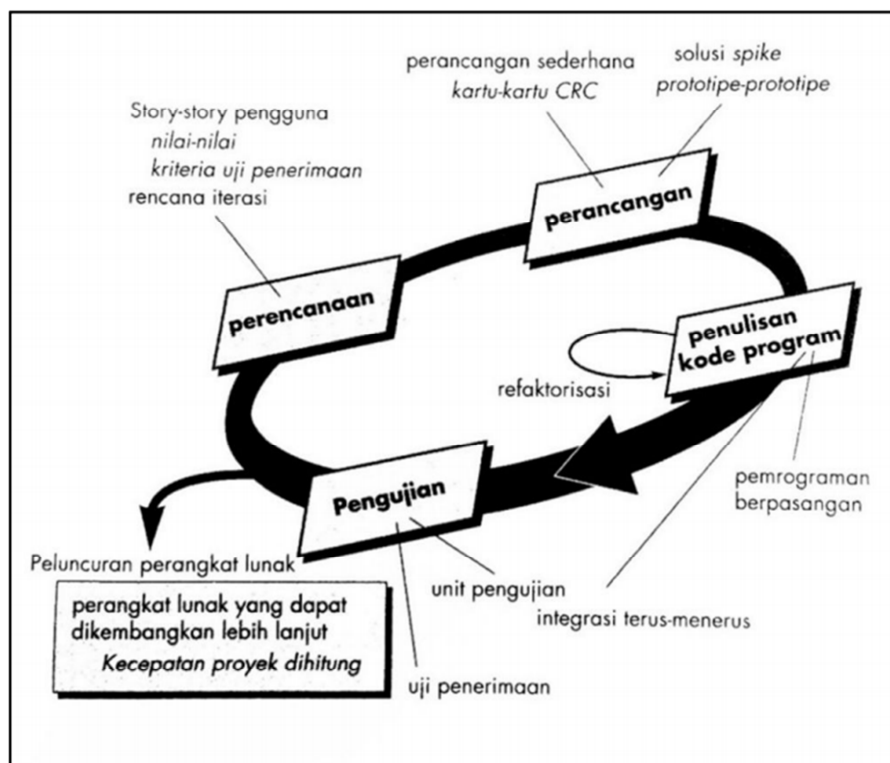 perancangan sederhana
kartu-kartu CRC
solusi spike
prototipe-prototipe
Story-story pengguna
nilai-nilai
kriteria uji penerimaan
rencana iterasi
perancangan
perencanaan
penulisan
kode program
refaktorisasi
pemrograman
berpasangan
Pengujian
Peluncuran perangkat lunak
unit pengujian
integrasi terus-menerus
perangkat lunak yang dapat
dikembangkan lebih lanjut
Kecepatan proyek dihitung
uji penerimaan